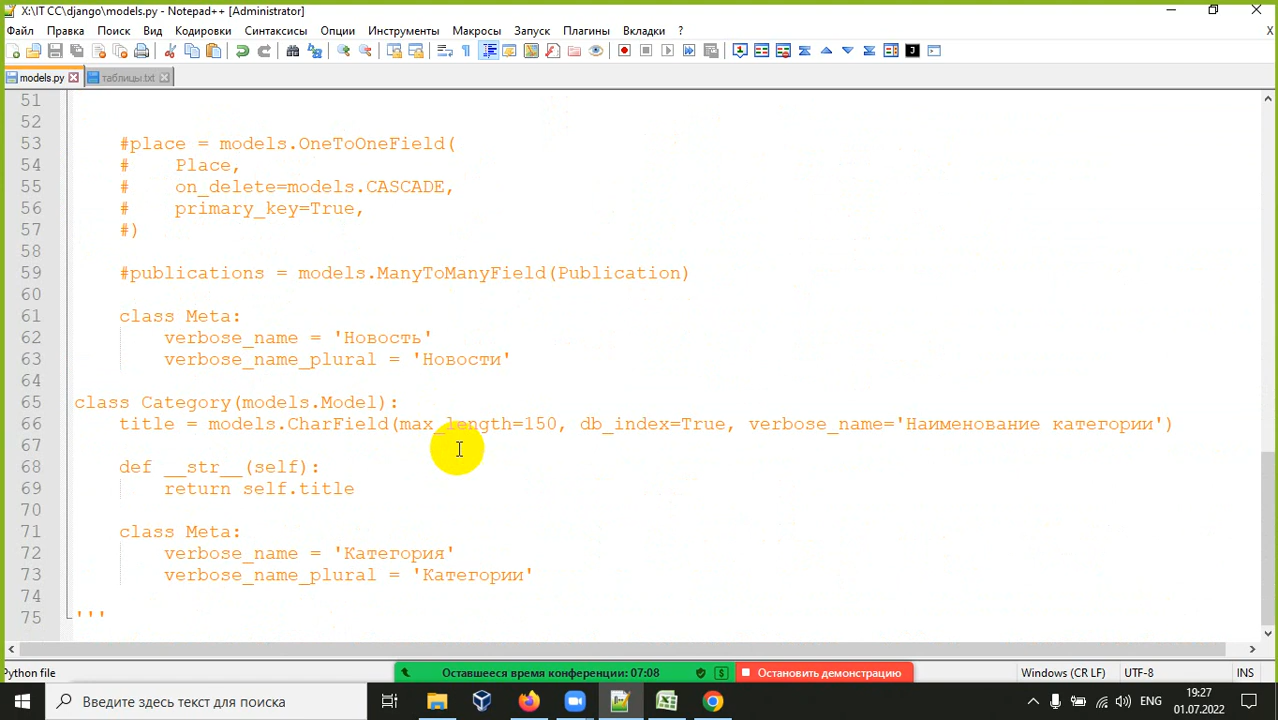 X:\IT CC\django\models.py - Notepad++ [Administrator]
Файл Правка Поиск Вид Кодировки Синтаксисы Опции Инструменты Макросы Запуск Плагины Вкладки ? X
models.py таблицы.txt
51
52
53 #place = models.OneToOneField(
54 # Place,
55 # on_delete=models.CASCADE,
56 # primary_key=True,
57 #)
58
59 #publications = models.ManyToManyField(Publication)
60
61 class Meta:
62 verbose_name = 'Новость'
63 verbose_name_plural = 'Новости'
64
65 class Category(models.Model):
66 title = models.CharField(max_length=150, db_index=True, verbose_name='Наименование категории')
67
68 def __str__(self):
69 return self.title
70
71 class Meta:
72 verbose_name = 'Категория'
73 verbose_name_plural = 'Категории'
74
75 '''
Python file Оставшееся время конференции: 07:08 Остановить демонстрацию Windows (CR LF) UTF-8 INS
Введите здесь текст для поиска ENG 19:27
01.07.2022